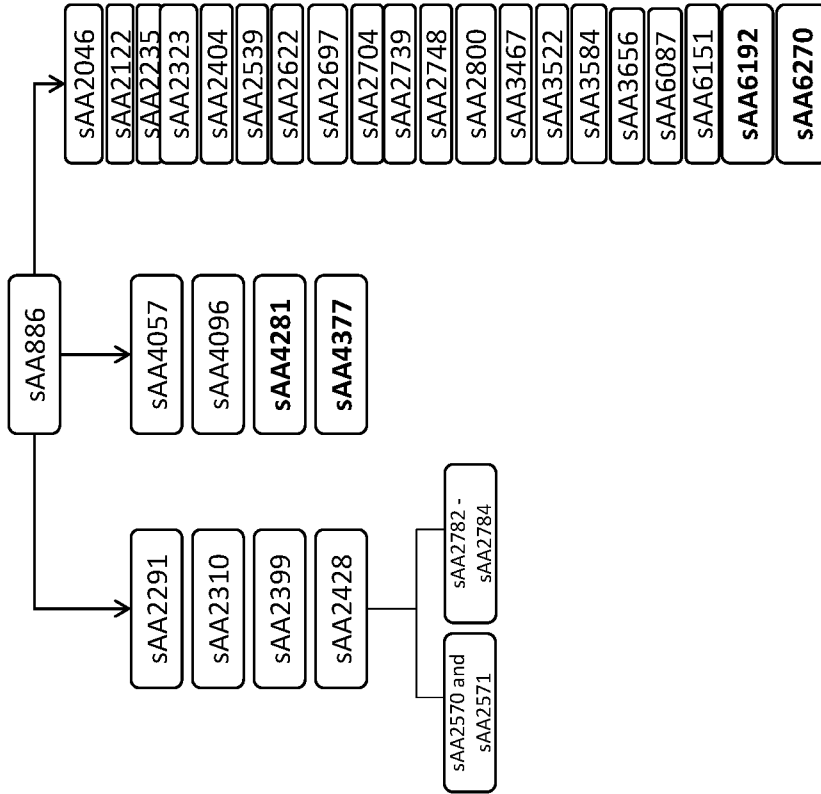 sAA886
sAA2291
sAA2310
sAA2399
sAA2428
sAA2570 and
sAA2571
sAA2782 -
sAA2784
sAA4057
sAA4096
sAA4281
sAA4377
sAA2046
sAA2122
sAA2235
sAA2323
sAA2404
sAA2539
sAA2622
sAA2697
sAA2704
sAA2739
sAA2748
sAA2800
sAA3467
sAA3522
sAA3584
sAA3656
sAA6087
sAA6151
sAA6192
sAA6270